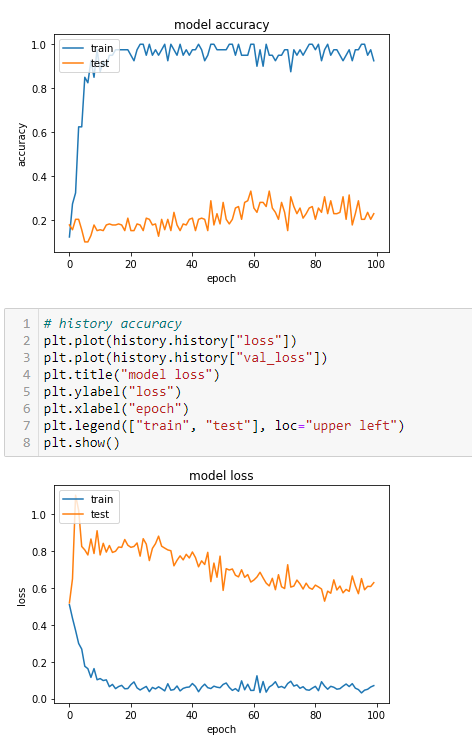 model accuracy
1.0
0.8
0.6
0.4
0.2
accuracy
train
test
0 20 40 60 80 100
epoch
1 # history accuracy
2 plt.plot(history.history["loss"])
3 plt.plot(history.history["val_loss"])
4 plt.title("model loss")
5 plt.ylabel("loss")
6 plt.xlabel("epoch")
7 plt.legend(["train", "test"], loc="upper left")
8 plt.show()
model loss
1.0
0.8
0.6
0.4
0.2
0.0
loss
train
test
0 20 40 60 80 100
epoch